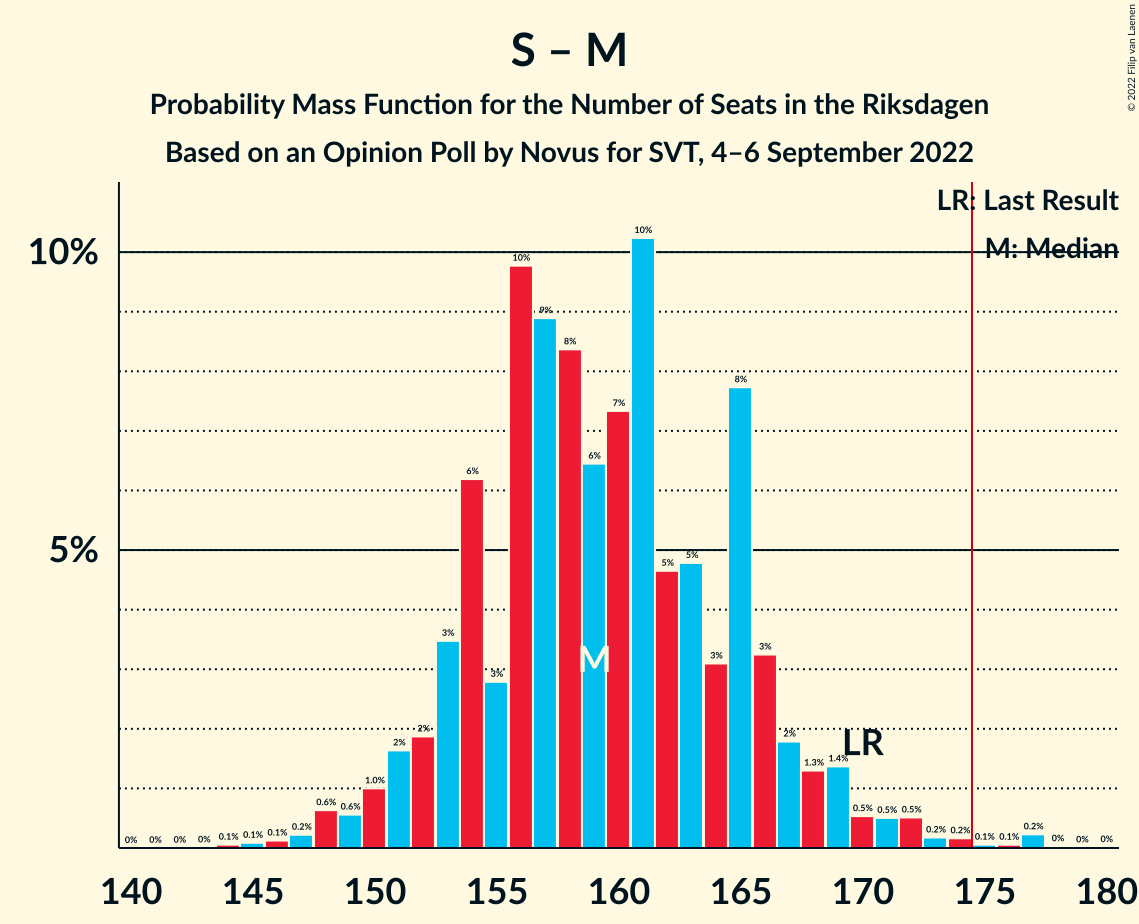 © 2022 Filip van Laenen
S – M
Probability Mass Function for the Number of Seats in the Riksdagen
Based on an Opinion Poll by Novus for SVT, 4–6 September 2022
LR: Last Result
M: Median
10%
5%
0% 0% 0% 0% 0.1% 0.1% 0.1% 0.2% 0.6% 0.6% 1.0% 2% 2% 3% 6% 3% 10% 9% 8% 6% 7% 10% 5% 5% 3% 8% 3% 2% 1.3% 1.4% 0.5% 0.5% 0.5% 0.2% 0.2% 0.1% 0.1% 0.2% 0% 0% 0%
M
LR
140 145 150 155 160 165 170 175 180